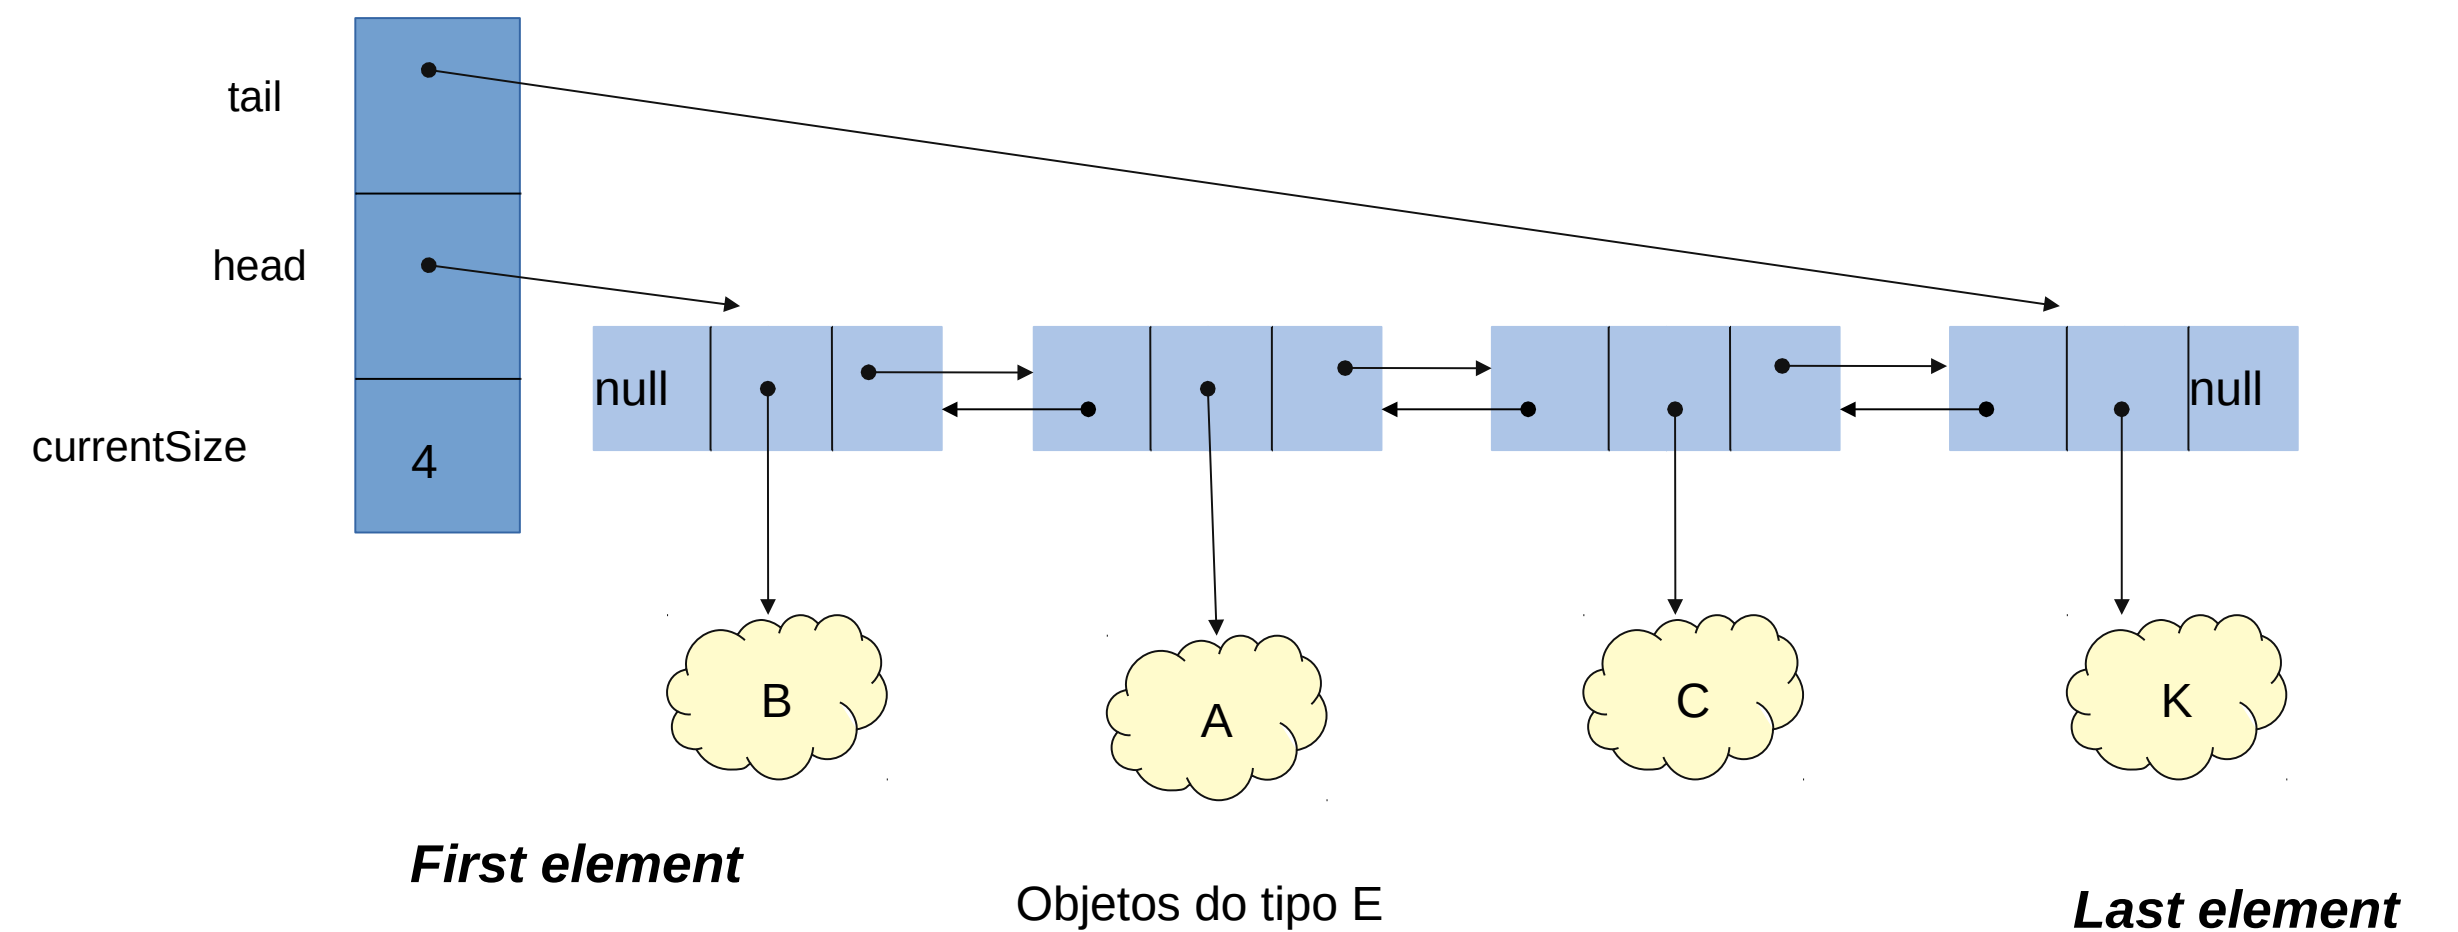 tail
head
currentSize
4
null
null
B
A
C
K
First element
Objetos do tipo E
Last element